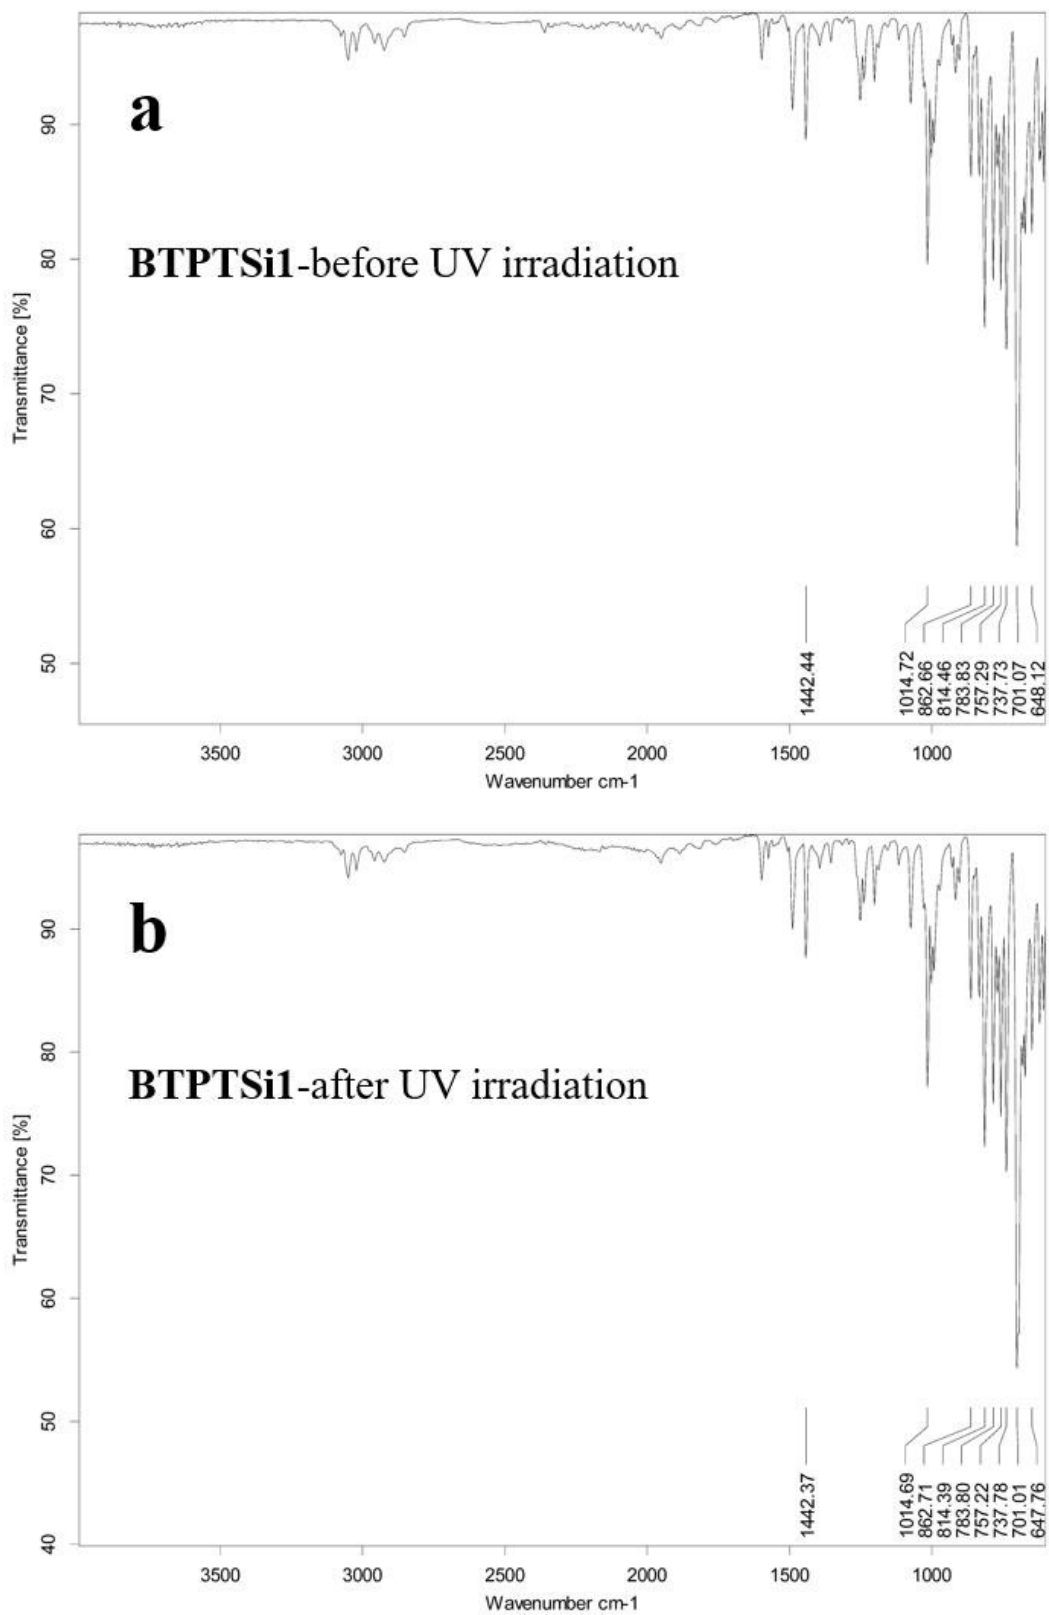 a
BTPTSi1-before UV irradiation
Transmittance [%]
90
80
70
60
50
1442.44
1014.72
862.66
814.46
783.83
757.29
737.73
701.07
648.12
3500 3000 2500 2000 1500 1000
Wavenumber cm-1
b
BTPTSi1-after UV irradiation
Transmittance [%]
90
80
70
60
50
40
1442.37
1014.69
862.71
814.39
783.80
757.22
737.78
701.01
647.76
3500 3000 2500 2000 1500 1000
Wavenumber cm-1